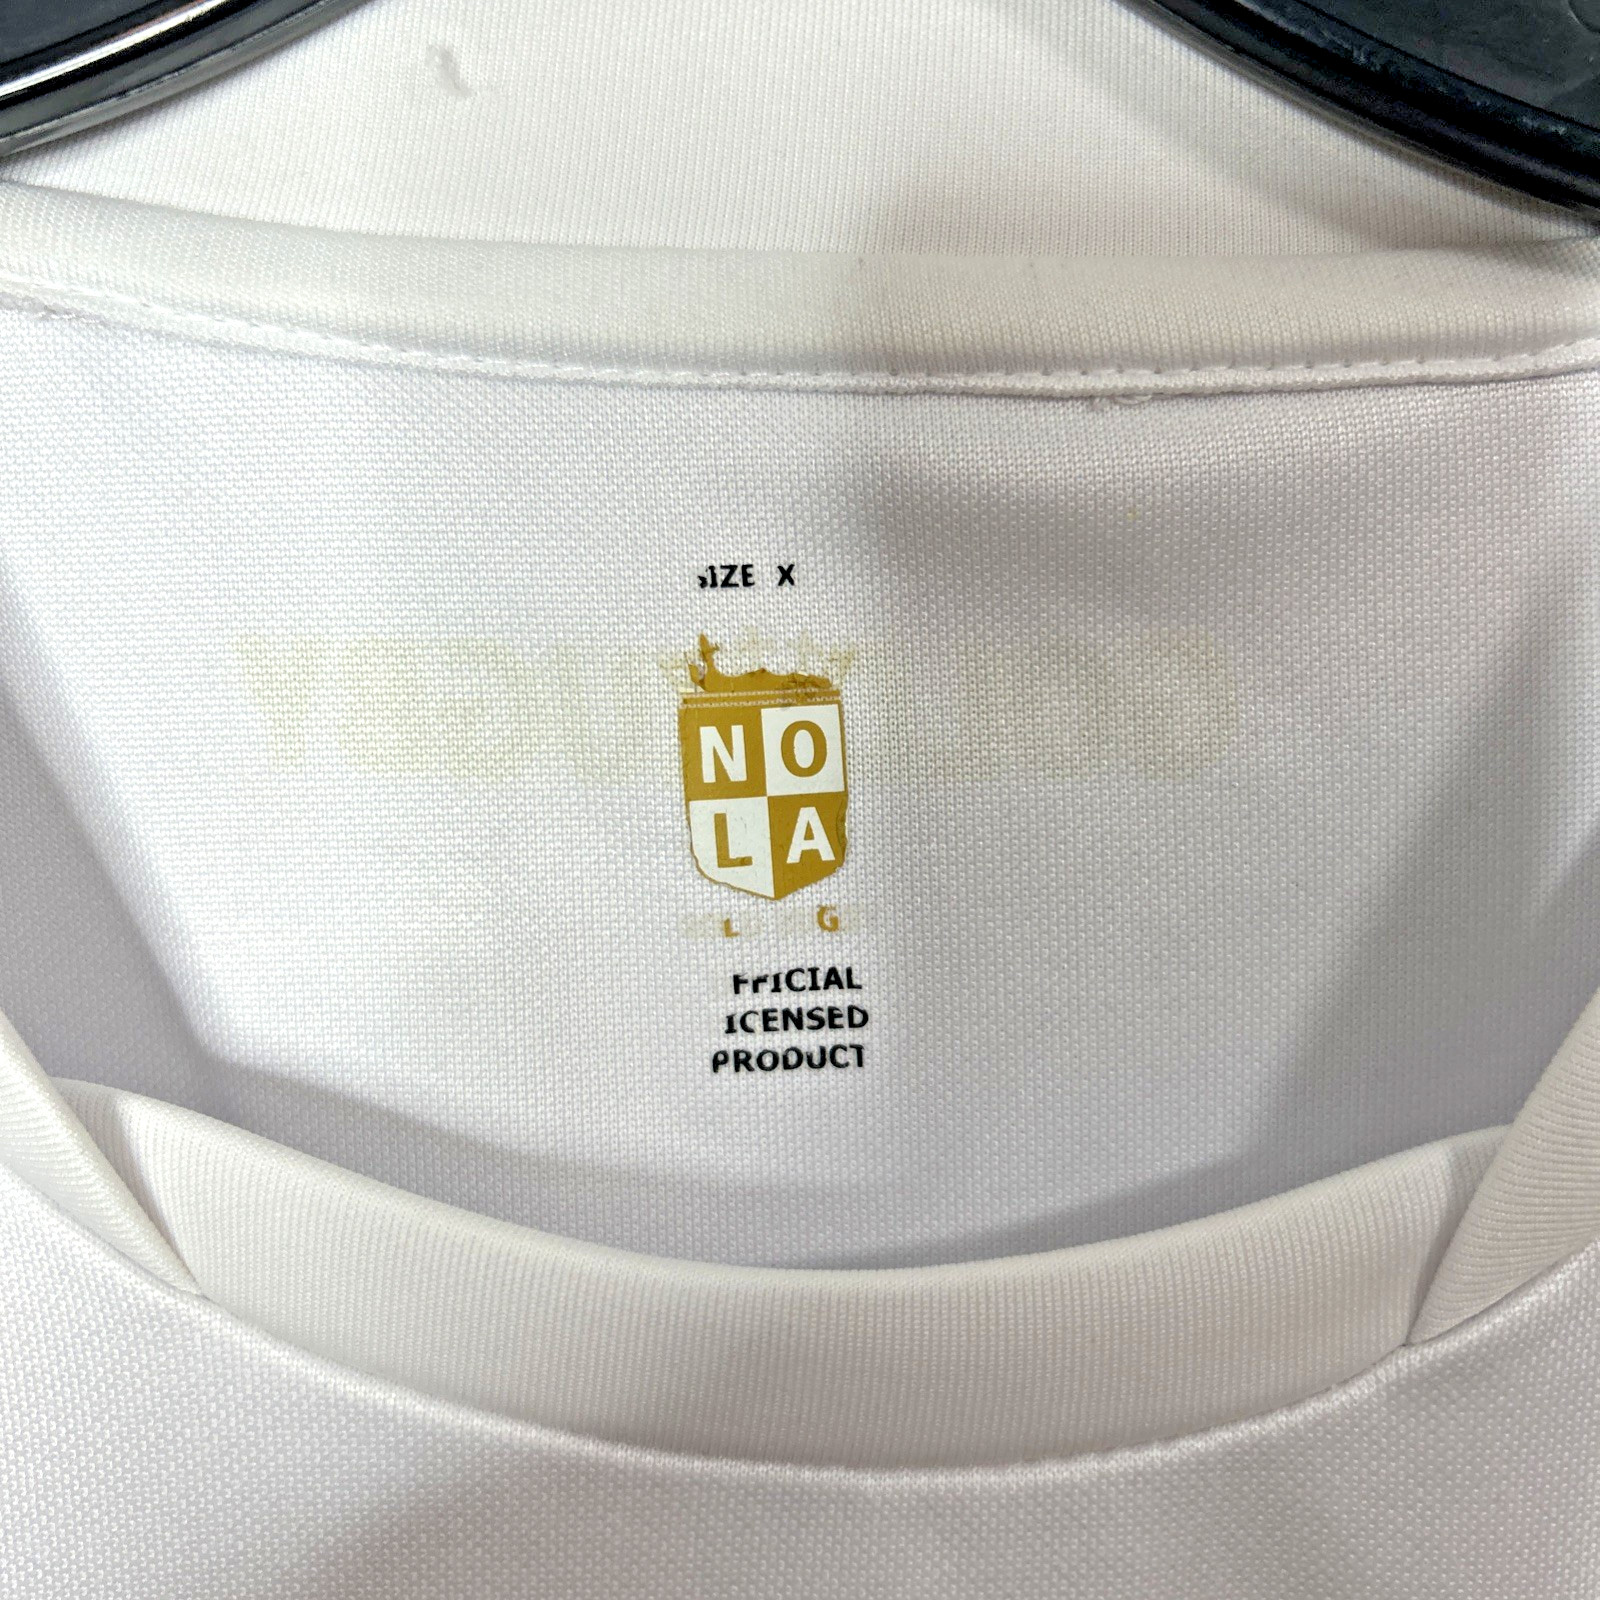 SIZE X
NO
LA
L G
FFICIAL
ICENSED
PRODUCT